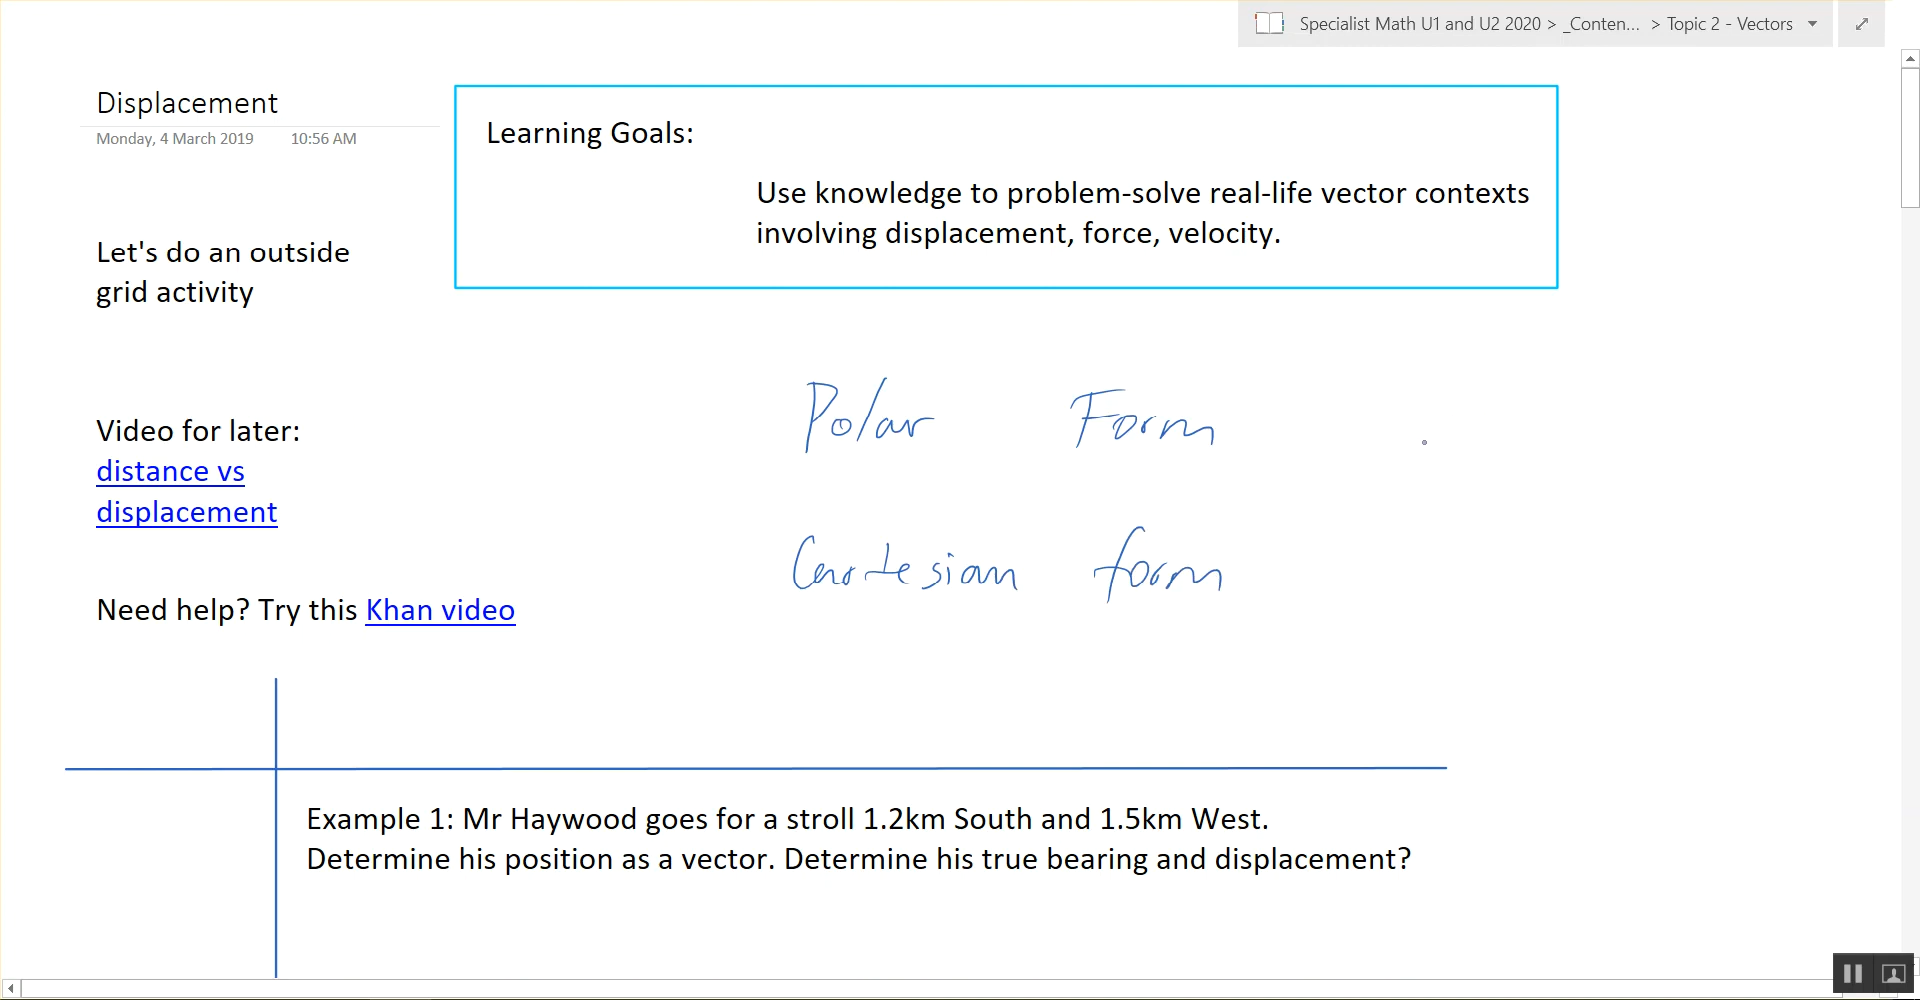 Specialist Math U1 and U2 2020 > _Conten... > Topic 2 - Vectors
Displacement
Monday, 4 March 2019 10:56 AM
Learning Goals:
Use knowledge to problem-solve real-life vector contexts
involving displacement, force, velocity.
Let's do an outside
grid activity
Polar Form
Video for later:
distance vs
displacement
Cartesian form
Need help? Try this Khan video
Example 1: Mr Haywood goes for a stroll 1.2km South and 1.5km West.
Determine his position as a vector. Determine his true bearing and displacement?